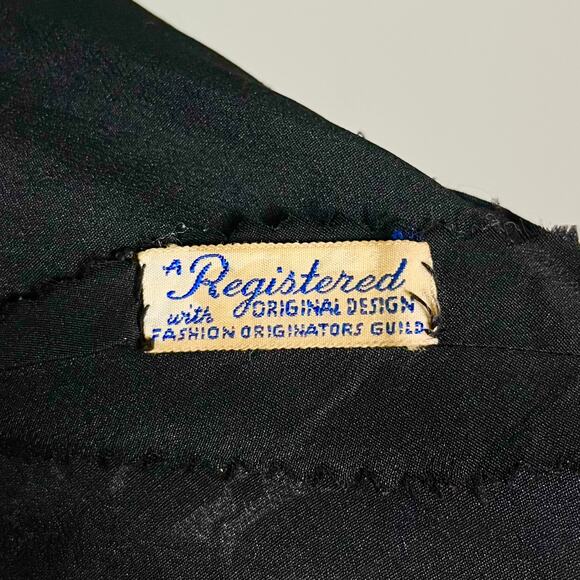 A Registered
with ORIGINAL DESIGN
FASHION ORIGINATORS GUILD